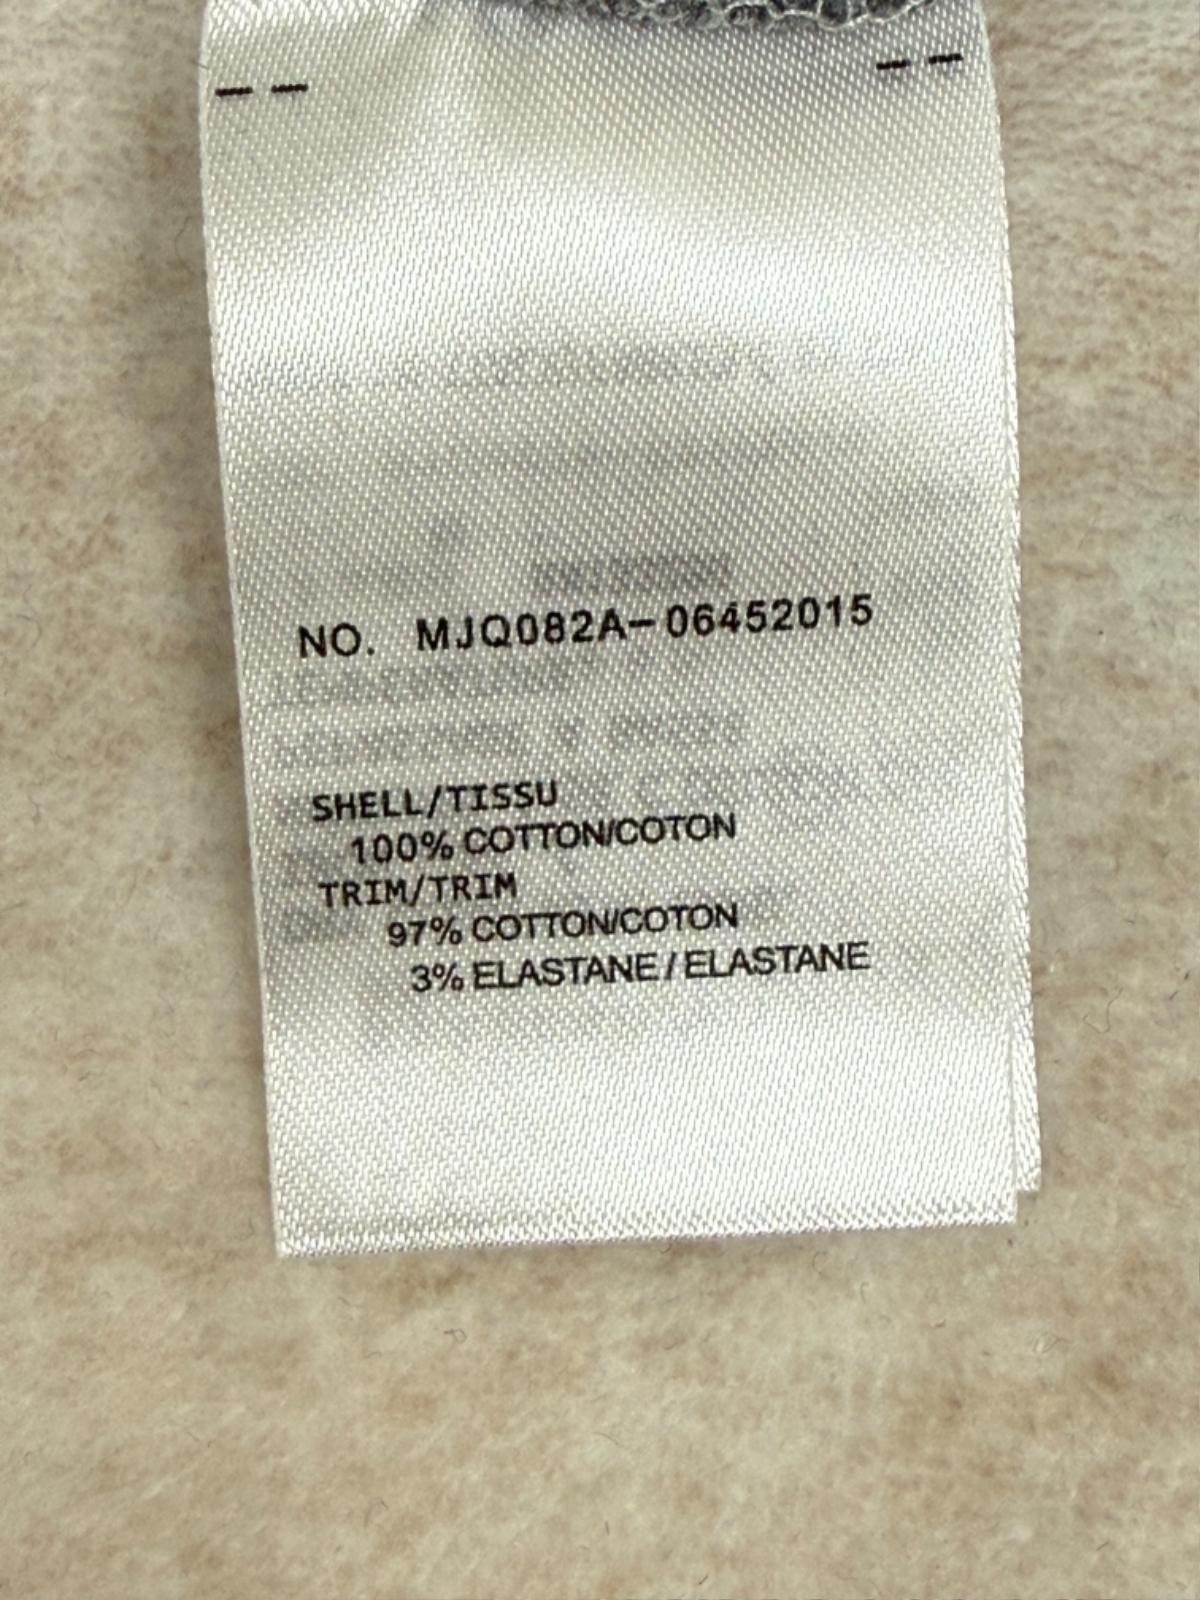 NO. MJQ082A-06452015
SHELL/TISSU
100% COTTON/COTON
TRIM/TRIM
97% COTTON/COTON
3% ELASTANE/ELASTANE